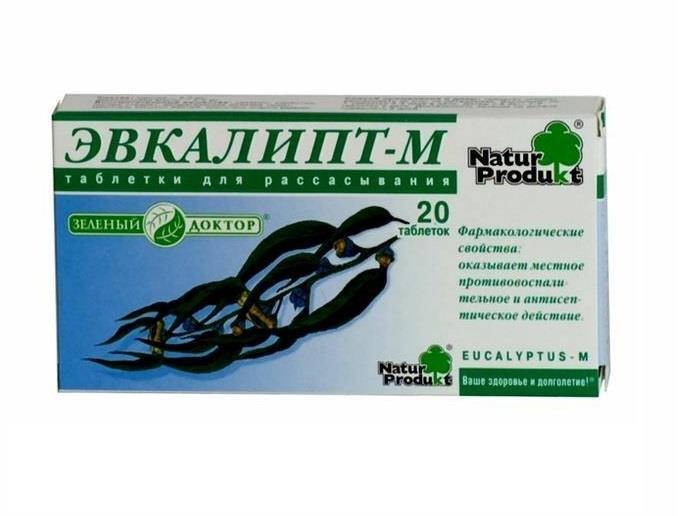 ЭВКАЛИПТ-М
таблетки для рассасывания
ЗЕЛЕНЫЙ ДОКТОР®
20
таблеток
Natur
Produkt
®
Фармакологические
свойства:
оказывает местное
противовоспали-
тельное и антисеп-
тическое действие.
EUCALYPTUS-M
Natur
Produkt
Ваше здоровье и долголетие!®